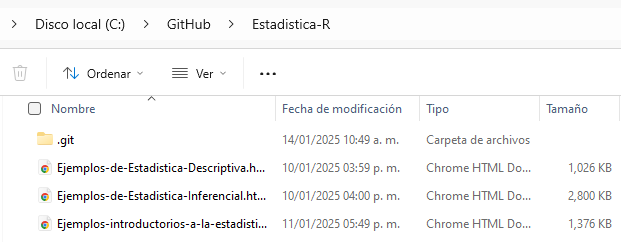 Disco local (C:) GitHub Estadistica-R
Ordenar Ver
Nombre Fecha de modificación Tipo Tamaño
.git 14/01/2025 10:49 a. m. Carpeta de archivos
Ejemplos-de-Estadistica-Descriptiva.h... 10/01/2025 03:59 p. m. Chrome HTML Do... 1,026 KB
Ejemplos-de-Estadistica-Inferencial.ht... 10/01/2025 04:00 p. m. Chrome HTML Do... 2,800 KB
Ejemplos-introductorios-a-la-estadisti... 11/01/2025 05:49 p. m. Chrome HTML Do... 1,376 KB